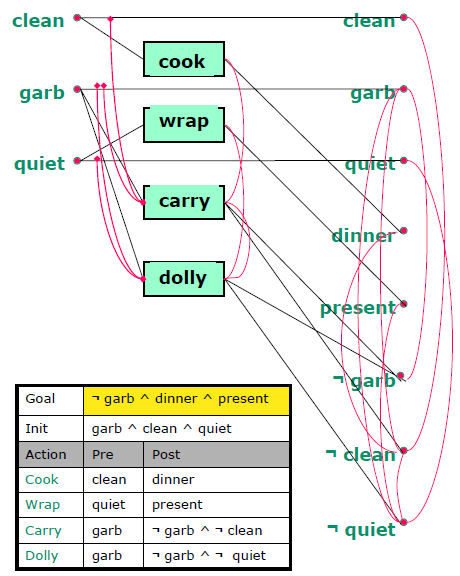 clean
garb
quiet
cook
wrap
carry
dolly
clean
garb
quiet
dinner
present
¬ garb
¬ clean
¬ quiet
Goal ¬ garb ^ dinner ^ present
Init garb ^ clean ^ quiet
Action Pre Post
Cook clean dinner
Wrap quiet present
Carry garb ¬ garb ^ ¬ clean
Dolly garb ¬ garb ^ ¬ quiet